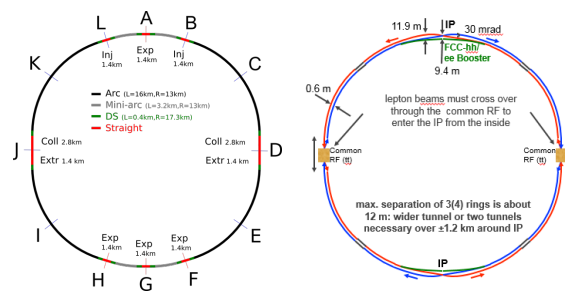 A
L
B
Exp
1.4km
Inj
1.4km
Inj
1.4km
K
C
Arc (L=16km,R=13km)
Mini-arc (L=3.2km,R=13km)
DS (L=0.4km,R=17.3km)
Straight
J
Coll 2.8km
Extr 1.4 km
Coll 2.8km
Extr 1.4 km
D
I
E
Exp
1.4km
Exp
1.4km
Exp
1.4km
H
G
F
11.9 m
IP
30 mrad
FCC-hh/
ee Booster
9.4 m
0.6 m
lepton beams must cross over
through the common RF to
enter the IP from the inside
Common
RF (tt)
Common
RF (tt)
max. separation of 3(4) rings is about
12 m: wider tunnel or two tunnels
necessary over ±1.2 km around IP
IP